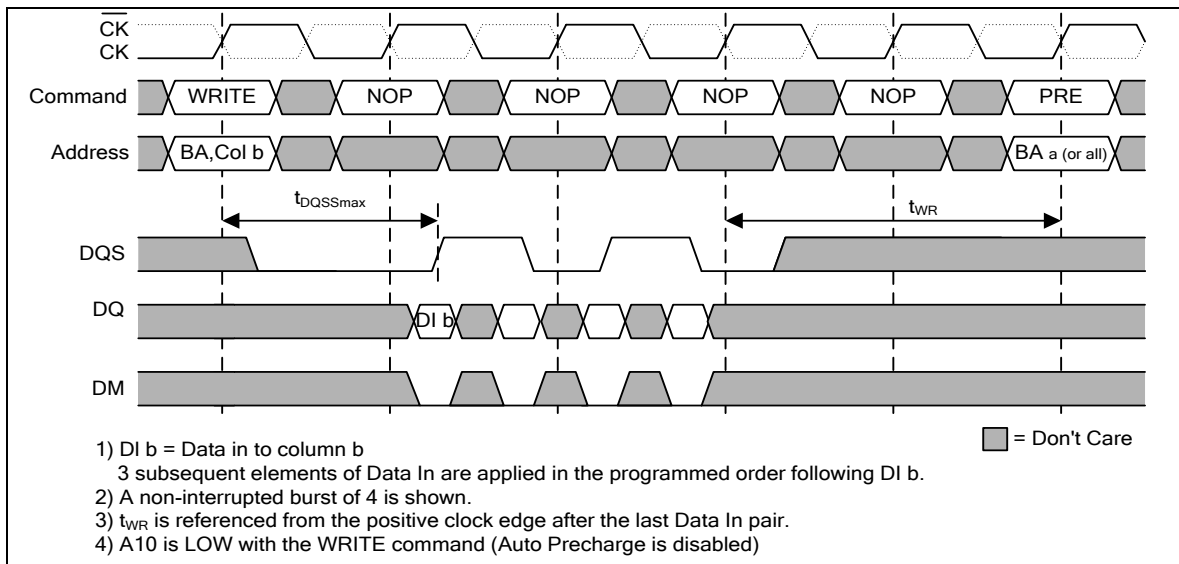 C̅K̅
CK
Command WRITE NOP NOP NOP NOP PRE
Address BA,Col b BA a (or all)
tDQSSmax tWR
DQS
DQ DI b
DM
1) DI b = Data in to column b
3 subsequent elements of Data In are applied in the programmed order following DI b.
= Don't Care
2) A non-interrupted burst of 4 is shown.
3) tWR is referenced from the positive clock edge after the last Data In pair.
4) A10 is LOW with the WRITE command (Auto Precharge is disabled)